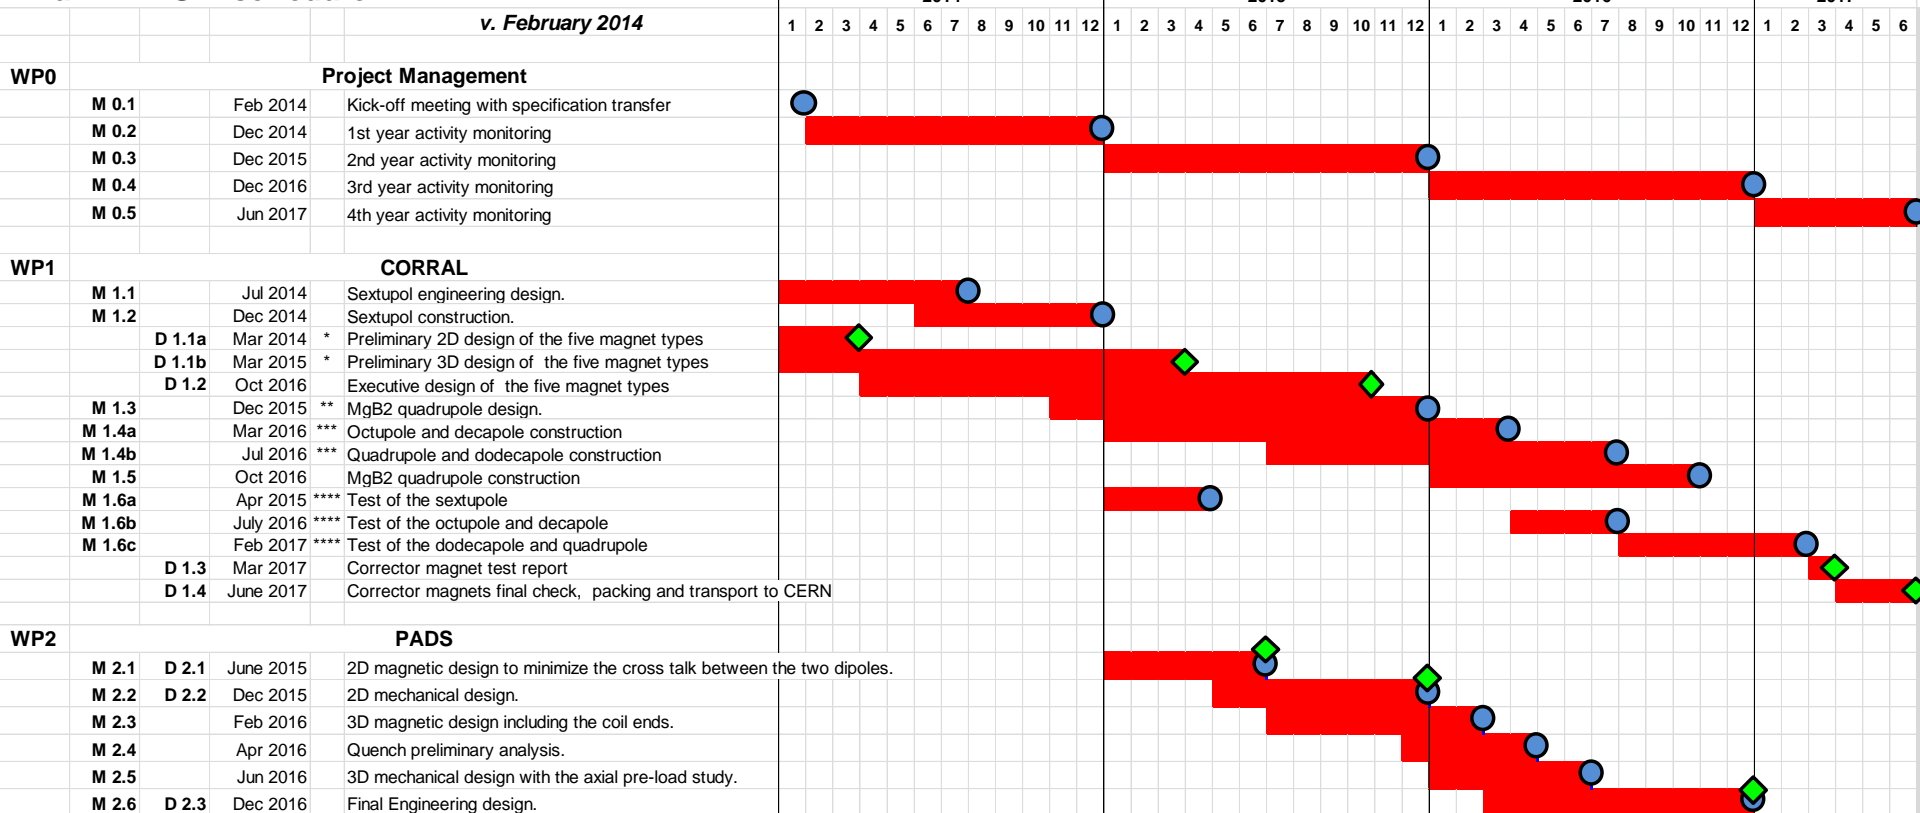 v. February 2014 1 2 3 4 5 6 7 8 9 10 11 12 1 2 3 4 5 6 7 8 9 10 11 12 1 2 3 4 5 6 7 8 9 10 11 12 1 2 3 4 5 6
WP0 Project Management
M 0.1 Feb 2014 Kick-off meeting with specification transfer
M 0.2 Dec 2014 1st year activity monitoring
M 0.3 Dec 2015 2nd year activity monitoring
M 0.4 Dec 2016 3rd year activity monitoring
M 0.5 Jun 2017 4th year activity monitoring
WP1 CORRAL
M 1.1 Jul 2014 Sextupol engineering design.
M 1.2 Dec 2014 Sextupol construction.
D 1.1a Mar 2014 * Preliminary 2D design of the five magnet types
D 1.1b Mar 2015 * Preliminary 3D design of the five magnet types
D 1.2 Oct 2016 Executive design of the five magnet types
M 1.3 Dec 2015 ** MgB2 quadrupole design.
M 1.4a Mar 2016 *** Octupole and decapole construction
M 1.4b Jul 2016 *** Quadrupole and dodecapole construction
M 1.5 Oct 2016 MgB2 quadrupole construction
M 1.6a Apr 2015 **** Test of the sextupole
M 1.6b July 2016 **** Test of the octupole and decapole
M 1.6c Feb 2017 **** Test of the dodecapole and quadrupole
D 1.3 Mar 2017 Corrector magnet test report
D 1.4 June 2017 Corrector magnets final check, packing and transport to CERN
WP2 PADS
M 2.1 D 2.1 June 2015 2D magnetic design to minimize the cross talk between the two dipoles.
M 2.2 D 2.2 Dec 2015 2D mechanical design.
M 2.3 Feb 2016 3D magnetic design including the coil ends.
M 2.4 Apr 2016 Quench preliminary analysis.
M 2.5 Jun 2016 3D mechanical design with the axial pre-load study.
M 2.6 D 2.3 Dec 2016 Final Engineering design.